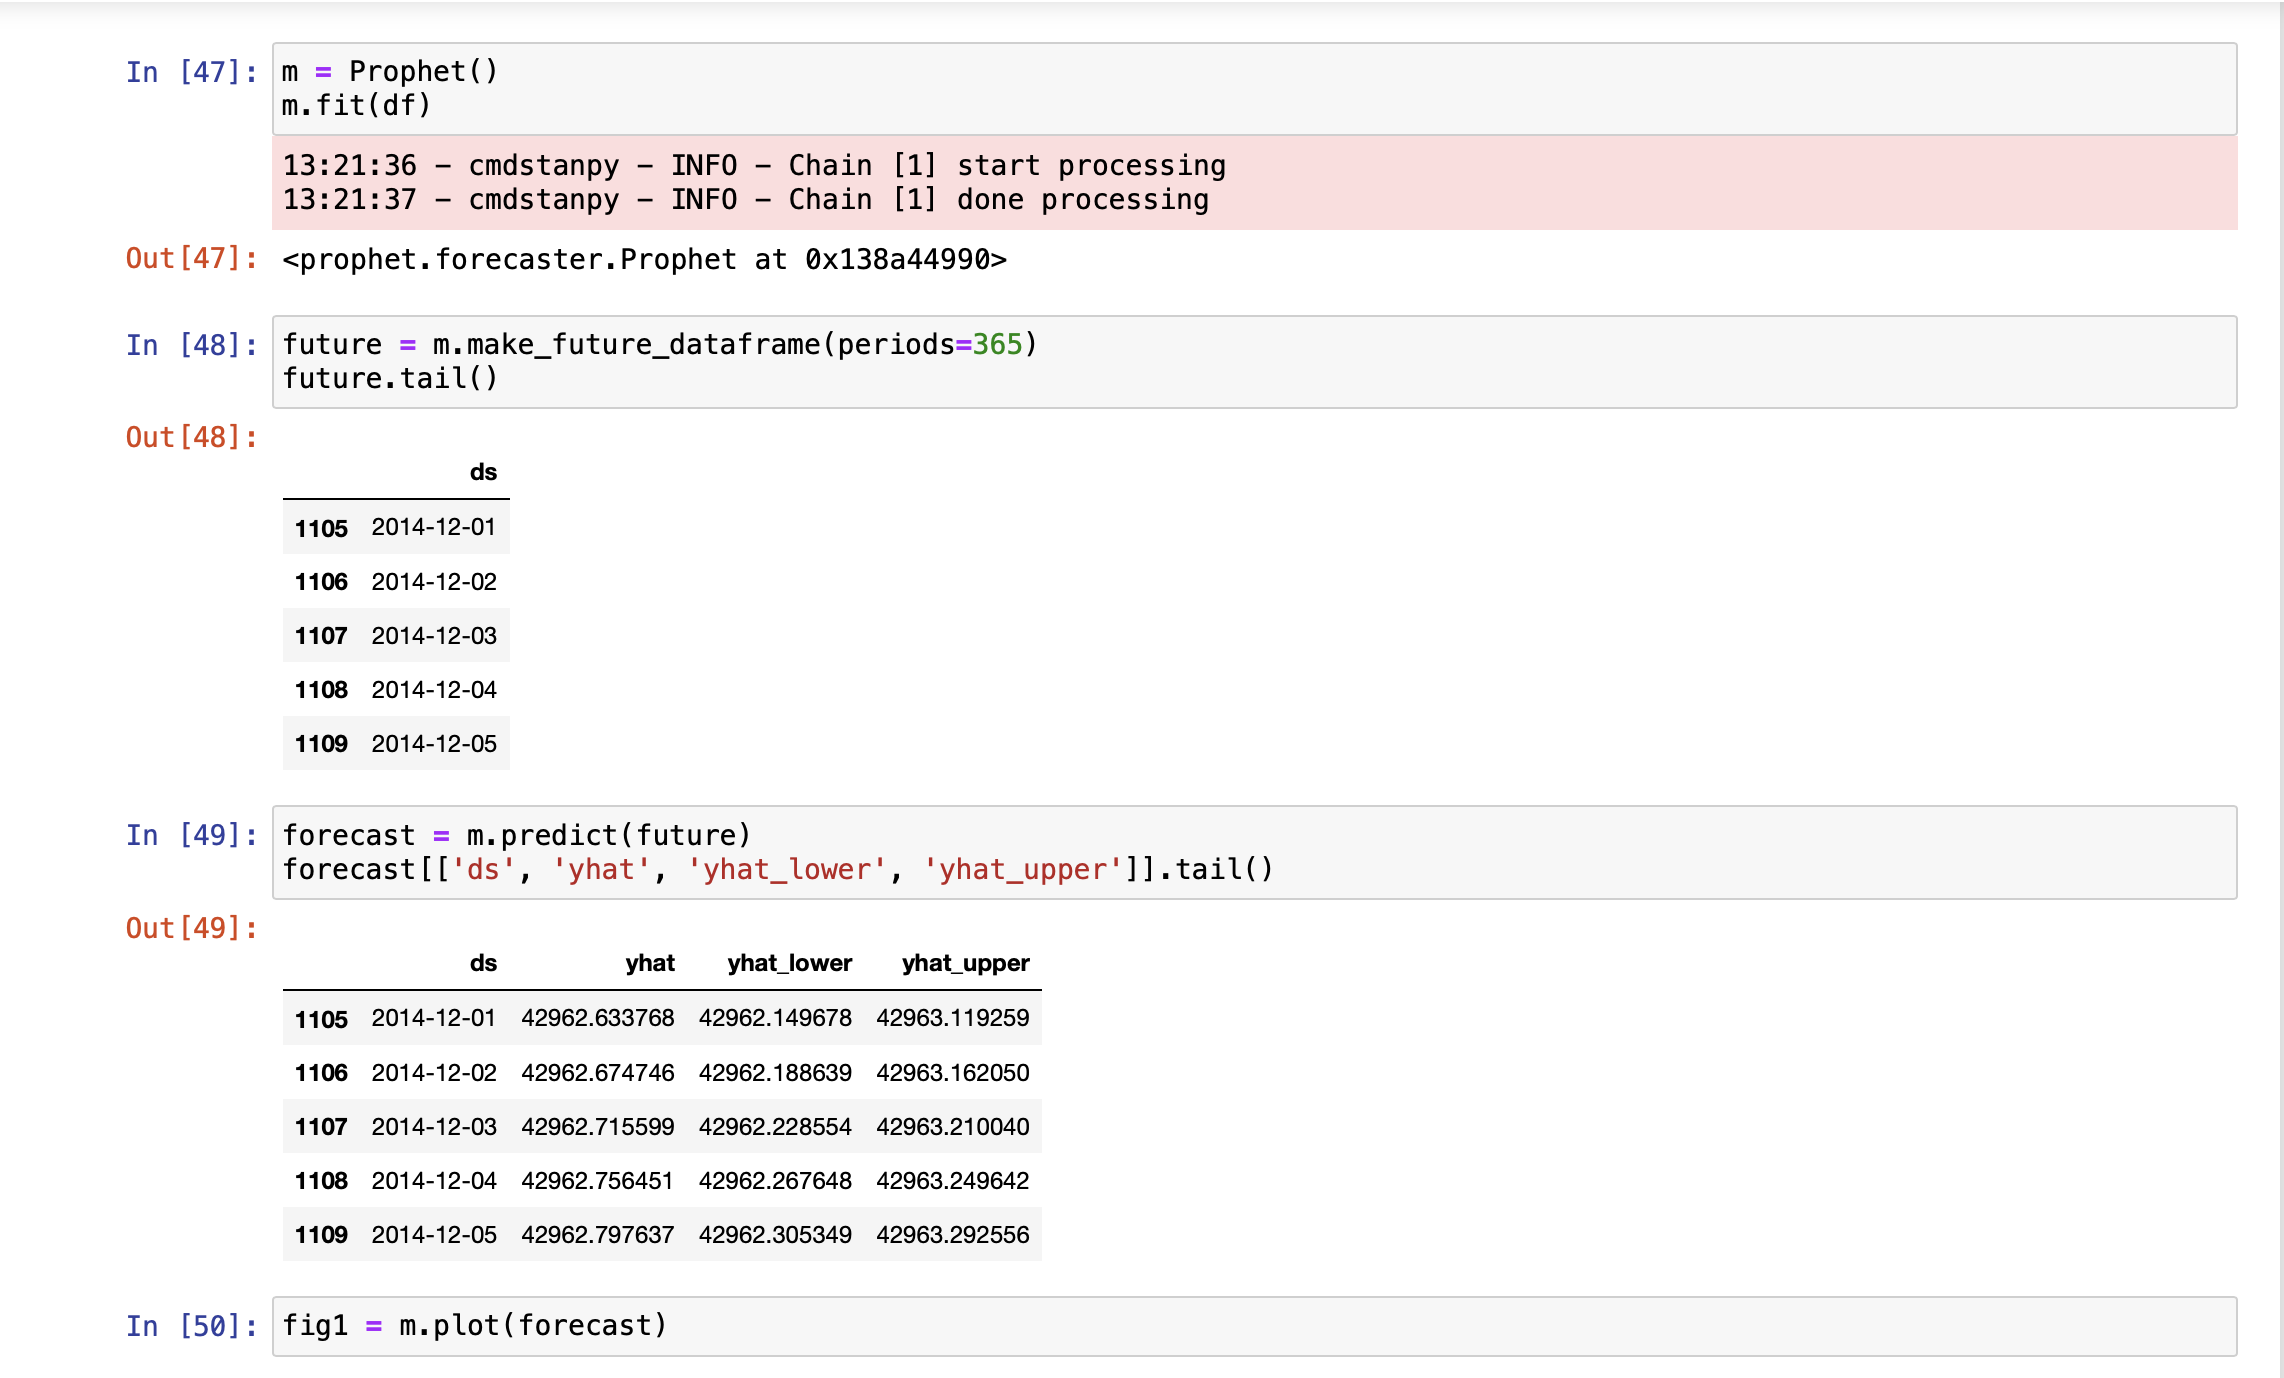 In [47]: m = Prophet()
m.fit(df)
13:21:36 - cmdstanpy - INFO - Chain [1] start processing
13:21:37 - cmdstanpy - INFO - Chain [1] done processing
Out[47]: <prophet.forecaster.Prophet at 0x138a44990>
In [48]: future = m.make_future_dataframe(periods=365)
future.tail()
Out[48]:
ds
1105 2014-12-01
1106 2014-12-02
1107 2014-12-03
1108 2014-12-04
1109 2014-12-05
In [49]: forecast = m.predict(future)
forecast[['ds', 'yhat', 'yhat_lower', 'yhat_upper']].tail()
Out[49]:
ds yhat yhat_lower yhat_upper
1105 2014-12-01 42962.633768 42962.149678 42963.119259
1106 2014-12-02 42962.674746 42962.188639 42963.162050
1107 2014-12-03 42962.715599 42962.228554 42963.210040
1108 2014-12-04 42962.756451 42962.267648 42963.249642
1109 2014-12-05 42962.797637 42962.305349 42963.292556
In [50]: fig1 = m.plot(forecast)